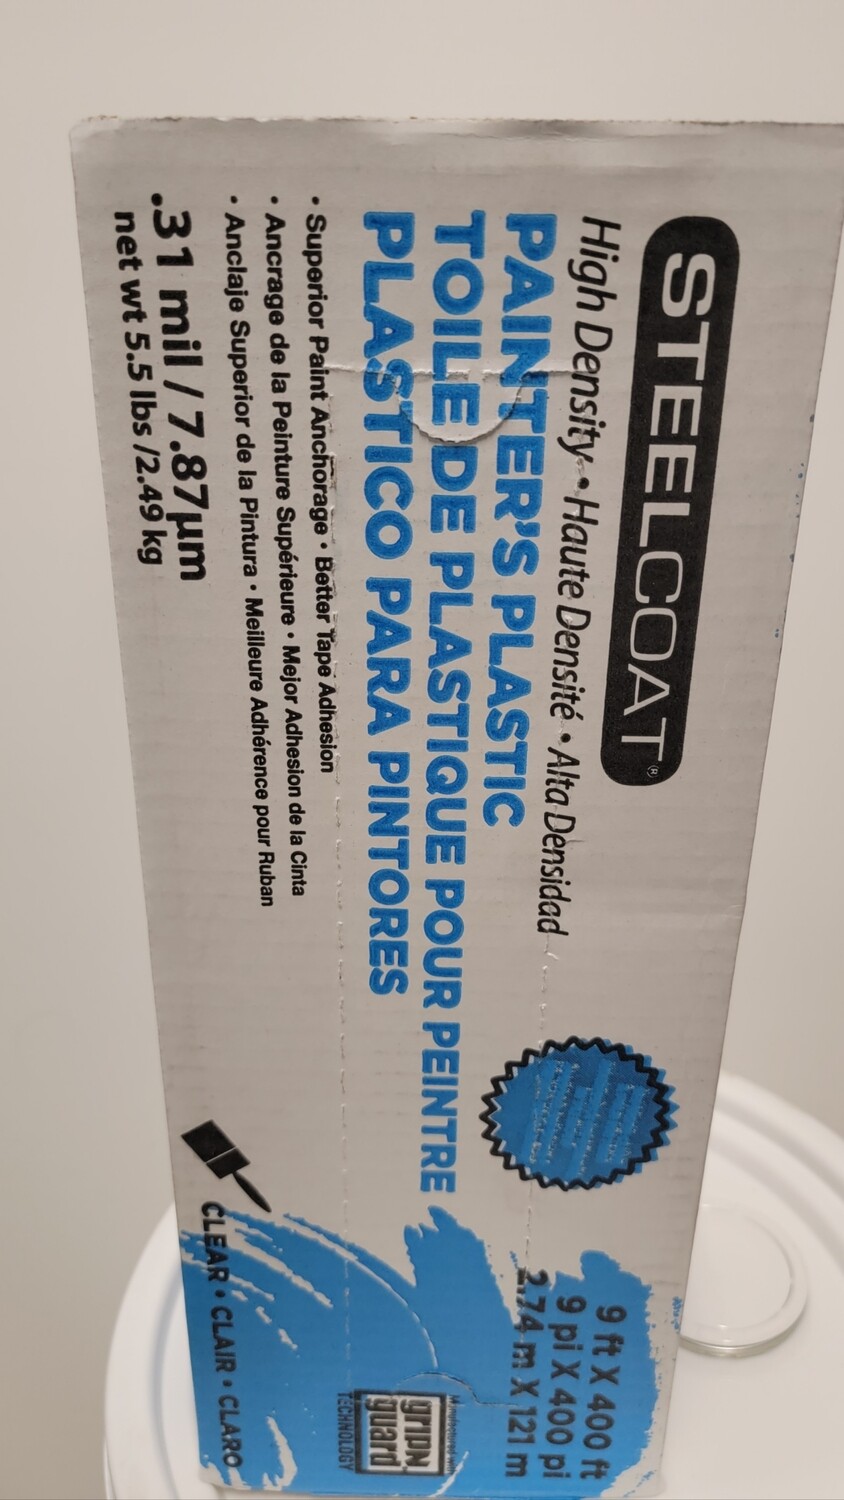 STEELCOAT®
High Density • Haute Densité • Alta Densidad
PAINTER'S PLASTIC
TOILE DE PLASTIQUE POUR PEINTRE
PLASTICO PARA PINTORES
• Superior Paint Anchorage • Better Tape Adhesion
• Ancrage de la Peinture Supérieure • Mejor Adhesion de la Cinta
• Anclaje Superior de la Pintura • Meilleure Adhérence pour Ruban
.31 mil / 7.87µm
net wt 5.5 lbs /2.49 kg
9 ft X 400 ft
9 pi X 400 pi
2.74 m X 121 m
Manufactured with
gripN
guard
TECHNOLOGY
CLEAR • CLAIR • CLARO